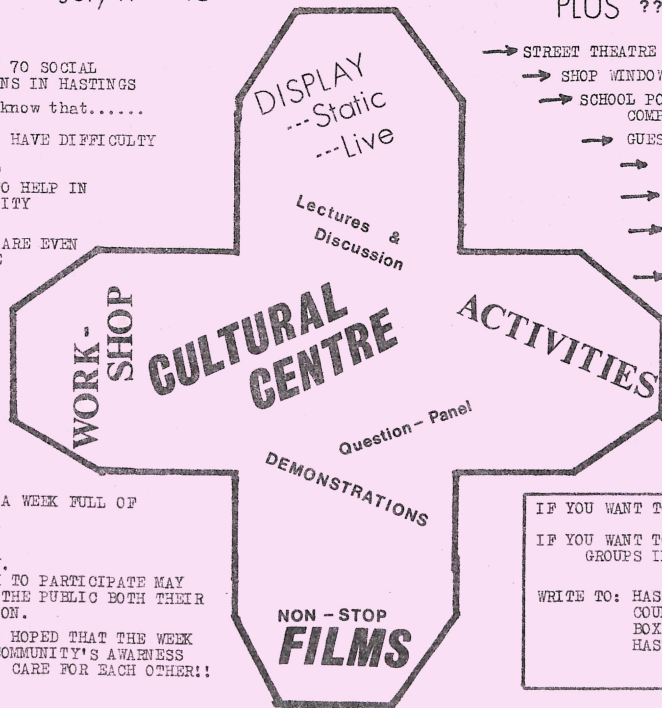 PLUS ??
70 SOCIAL
NS IN HASTINGS
know that......
HAVE DIFFICULTY
O HELP IN
ITY
ARE EVEN
DISPLAY
---Static
---Live
Lectures &
Discussion
→ STREET THEATRE
→ SHOP WINDOW
→ SCHOOL PO
COMP
→ GUES
→
→
→
→
WORK-
SHOP
CULTURAL
CENTRE
ACTIVITIES
Question-Panel
DEMONSTRATIONS
NON-STOP
FILMS
A WEEK FULL OF
TO PARTICIPATE MAY
THE PUBLIC BOTH THEIR
ON.
HOPED THAT THE WEEK
OMMUNITY'S AWARNESS
CARE FOR EACH OTHER!!
IF YOU WANT T
IF YOU WANT TO
GROUPS I
WRITE TO: HAS
COU
BOX
HAS